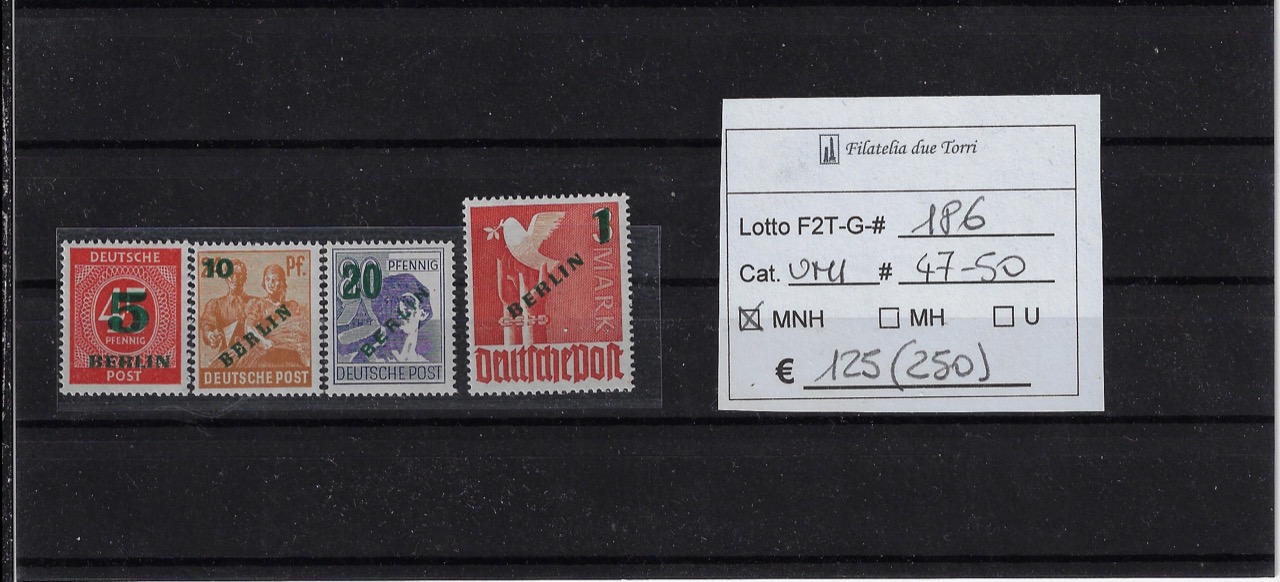 DEUTSCHE
45
5
PFENNIG
BERLIN
POST
10 Pf.
BERLIN
DEUTSCHE POST
20 PFENNIG
BERLIN
DEUTSCHE POST
1
MARK
BERLIN
Deutsche Post
Filatelia due Torri
Lotto F2T-G-# 186
Cat. # 47-50
☒ MNH ☐ MH ☐ U
€ 125 (250)